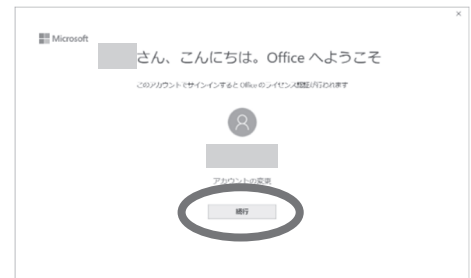 Microsoft
さん、こんにちは。Office へようこそ
このアカウントでサインインすると Office のライセンス認証が行われます
アカウントの変更
続行